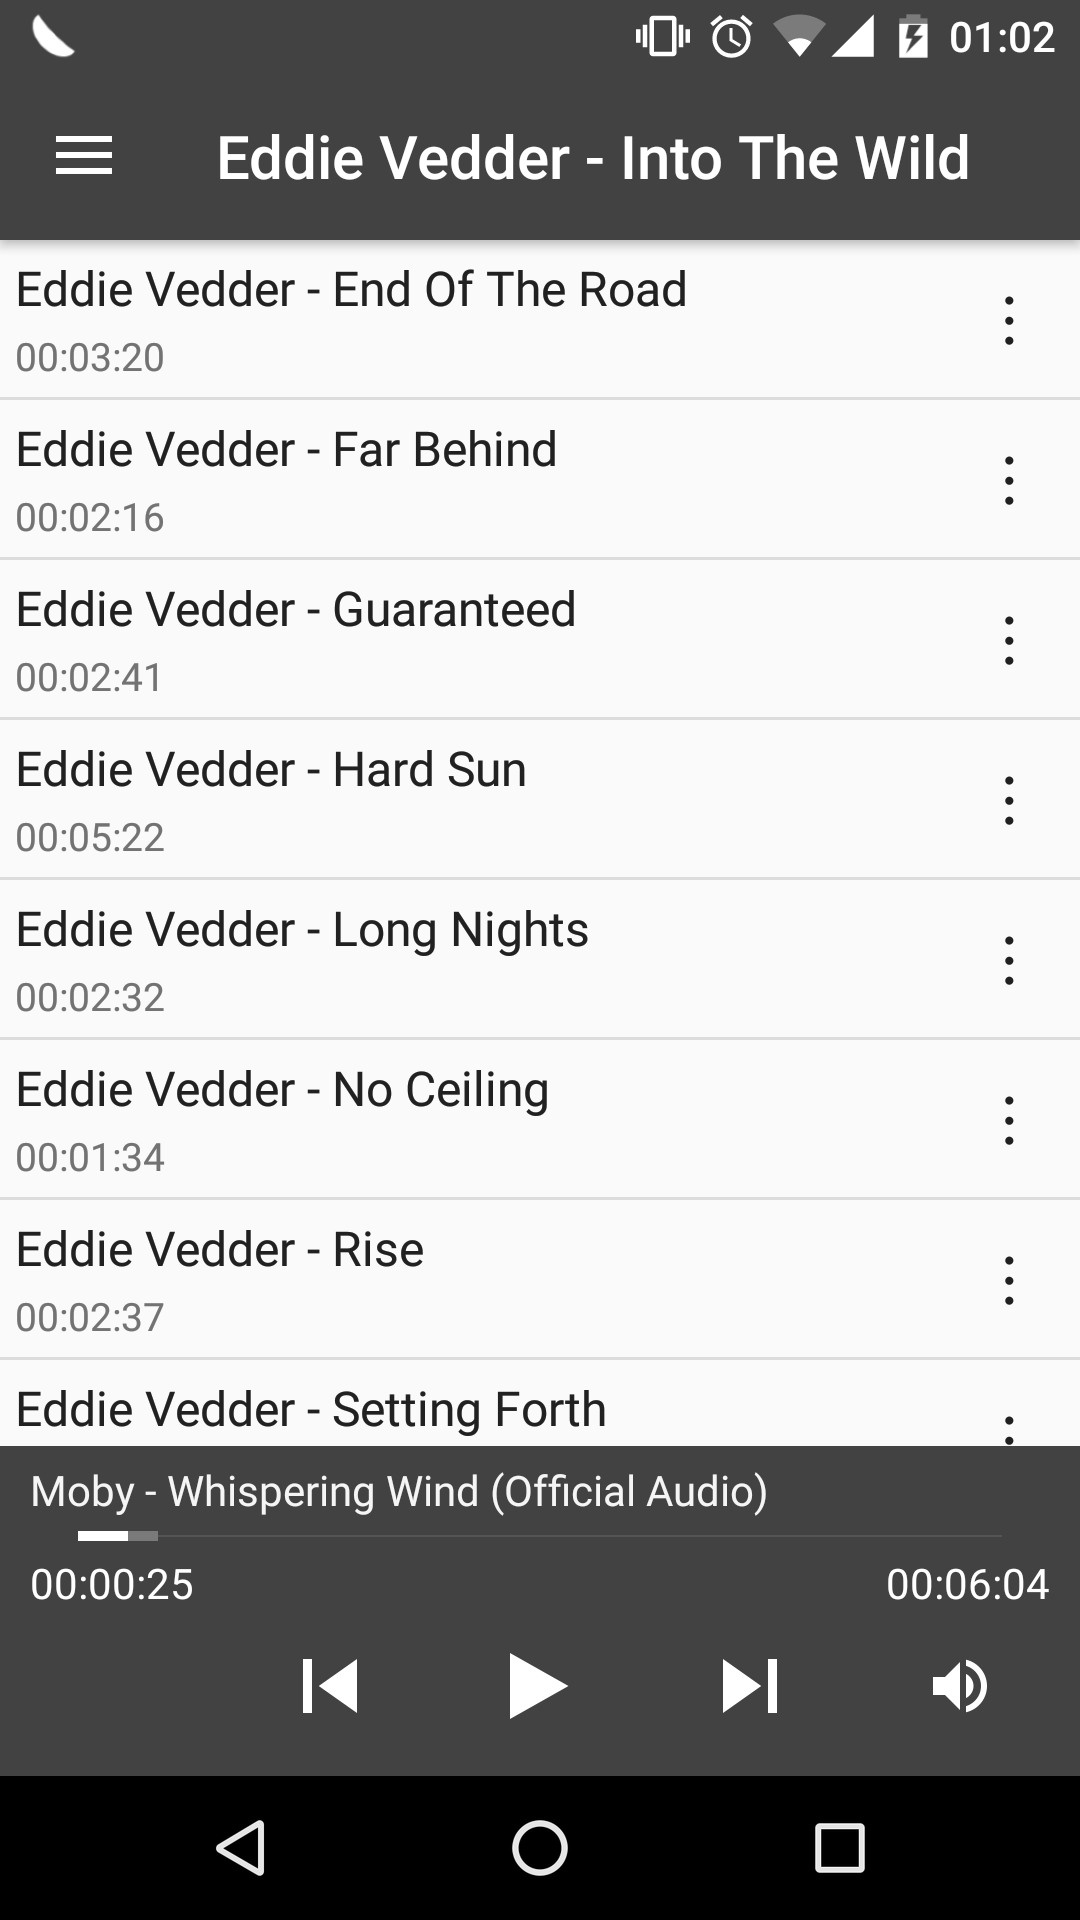 01:02
Eddie Vedder - Into The Wild
Eddie Vedder - End Of The Road
00:03:20
Eddie Vedder - Far Behind
00:02:16
Eddie Vedder - Guaranteed
00:02:41
Eddie Vedder - Hard Sun
00:05:22
Eddie Vedder - Long Nights
00:02:32
Eddie Vedder - No Ceiling
00:01:34
Eddie Vedder - Rise
00:02:37
Eddie Vedder - Setting Forth
Moby - Whispering Wind (Official Audio)
00:00:25 00:06:04